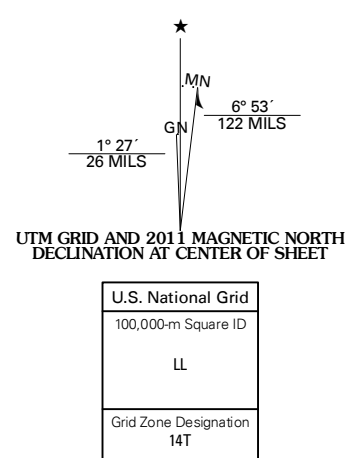 ★
MN
6° 53´
122 MILS
GN
1° 27´
26 MILS
UTM GRID AND 2011 MAGNETIC NORTH
DECLINATION AT CENTER OF SHEET
U.S. National Grid
100,000-m Square ID
LL
Grid Zone Designation
14T